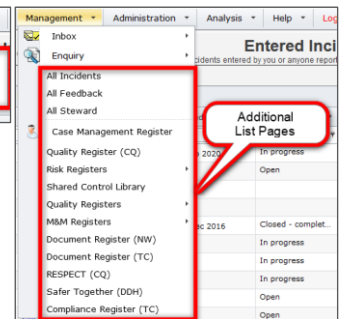 Management Administration Analysis Help Log
Inbox
Entered Inci
Enquiry
cidents entered by you or anyone report
All Incidents
All Feedback
All Steward
Additional
List Pages
Case Management Register
Quality Register (CQ)
2020
In progress
Risk Registers
Open
Shared Control Library
Quality Registers
M&M Registers
ec 2016
Closed - complet...
Document Register (NW)
In progress
Document Register (TC)
In progress
RESPECT (CQ)
In progress
Safer Together (DDH)
Open
Compliance Register (TC)
Open